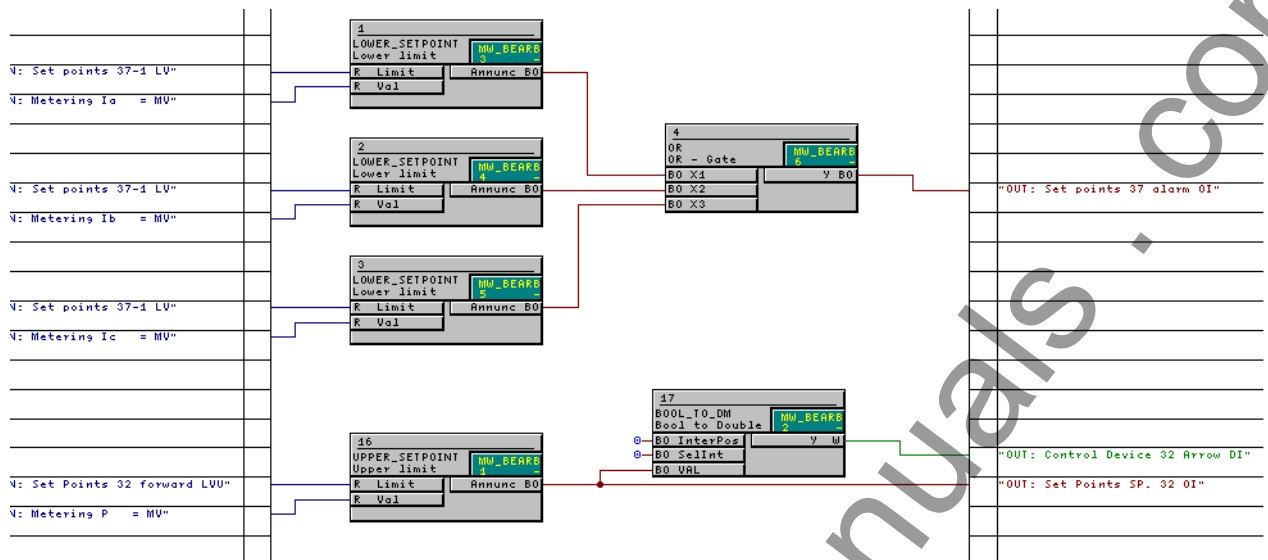 1
LOWER_SETPOINT
Lower limit
MW_BEARB
3 -
R Limit
Annunc BO
R Val
N: Set points 37-1 LV"
N: Metering Ia = MV"
2
LOWER_SETPOINT
Lower limit
MW_BEARB
4 -
R Limit
Annunc BO
R Val
N: Set points 37-1 LV"
N: Metering Ib = MV"
4
OR
OR - Gate
MW_BEARB
6 -
BO X1
Y BO
BO X2
BO X3
"OUT: Set points 37 alarm OI"
3
LOWER_SETPOINT
Lower limit
MW_BEARB
5 -
R Limit
Annunc BO
R Val
N: Set points 37-1 LV"
N: Metering Ic = MV"
17
BOOL_TO_DM
Bool to Double
MW_BEARB
2 -
0
BO InterPos
Y W
0
BO SelInt
BO VAL
"OUT: Control Device 32 Arrow DI"
16
UPPER_SETPOINT
Upper limit
MW_BEARB
1 -
R Limit
Annunc BO
R Val
N: Set Points 32 forward LVU"
N: Metering P = MV"
"OUT: Set Points SP. 32 OI"
nuals . co